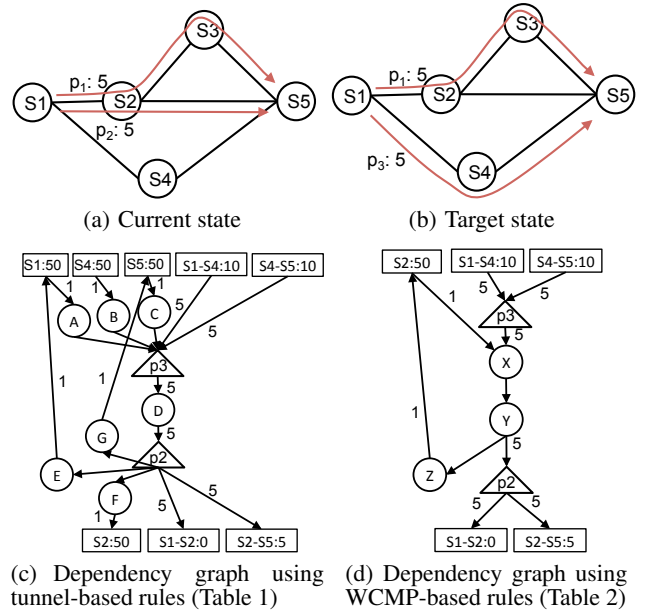 S3
p1: 5
S1
S2
S5
p2: 5
S4
(a) Current state
S3
p1: 5
S1
S2
S5
p3: 5
S4
(b) Target state
S1:50
S4:50
S5:50
S1-S4:10
S4-S5:10
1
1
1
5
5
A
B
C
p3
5
1
1
D
G
5
p2
E
F
5
5
1
S2:50
S1-S2:0
S2-S5:5
(c) Dependency graph using
tunnel-based rules (Table 1)
S2:50
S1-S4:10
S4-S5:10
1
5
5
p3
5
X
1
Y
5
Z
p2
5
5
S1-S2:0
S2-S5:5
(d) Dependency graph using
WCMP-based rules (Table 2)